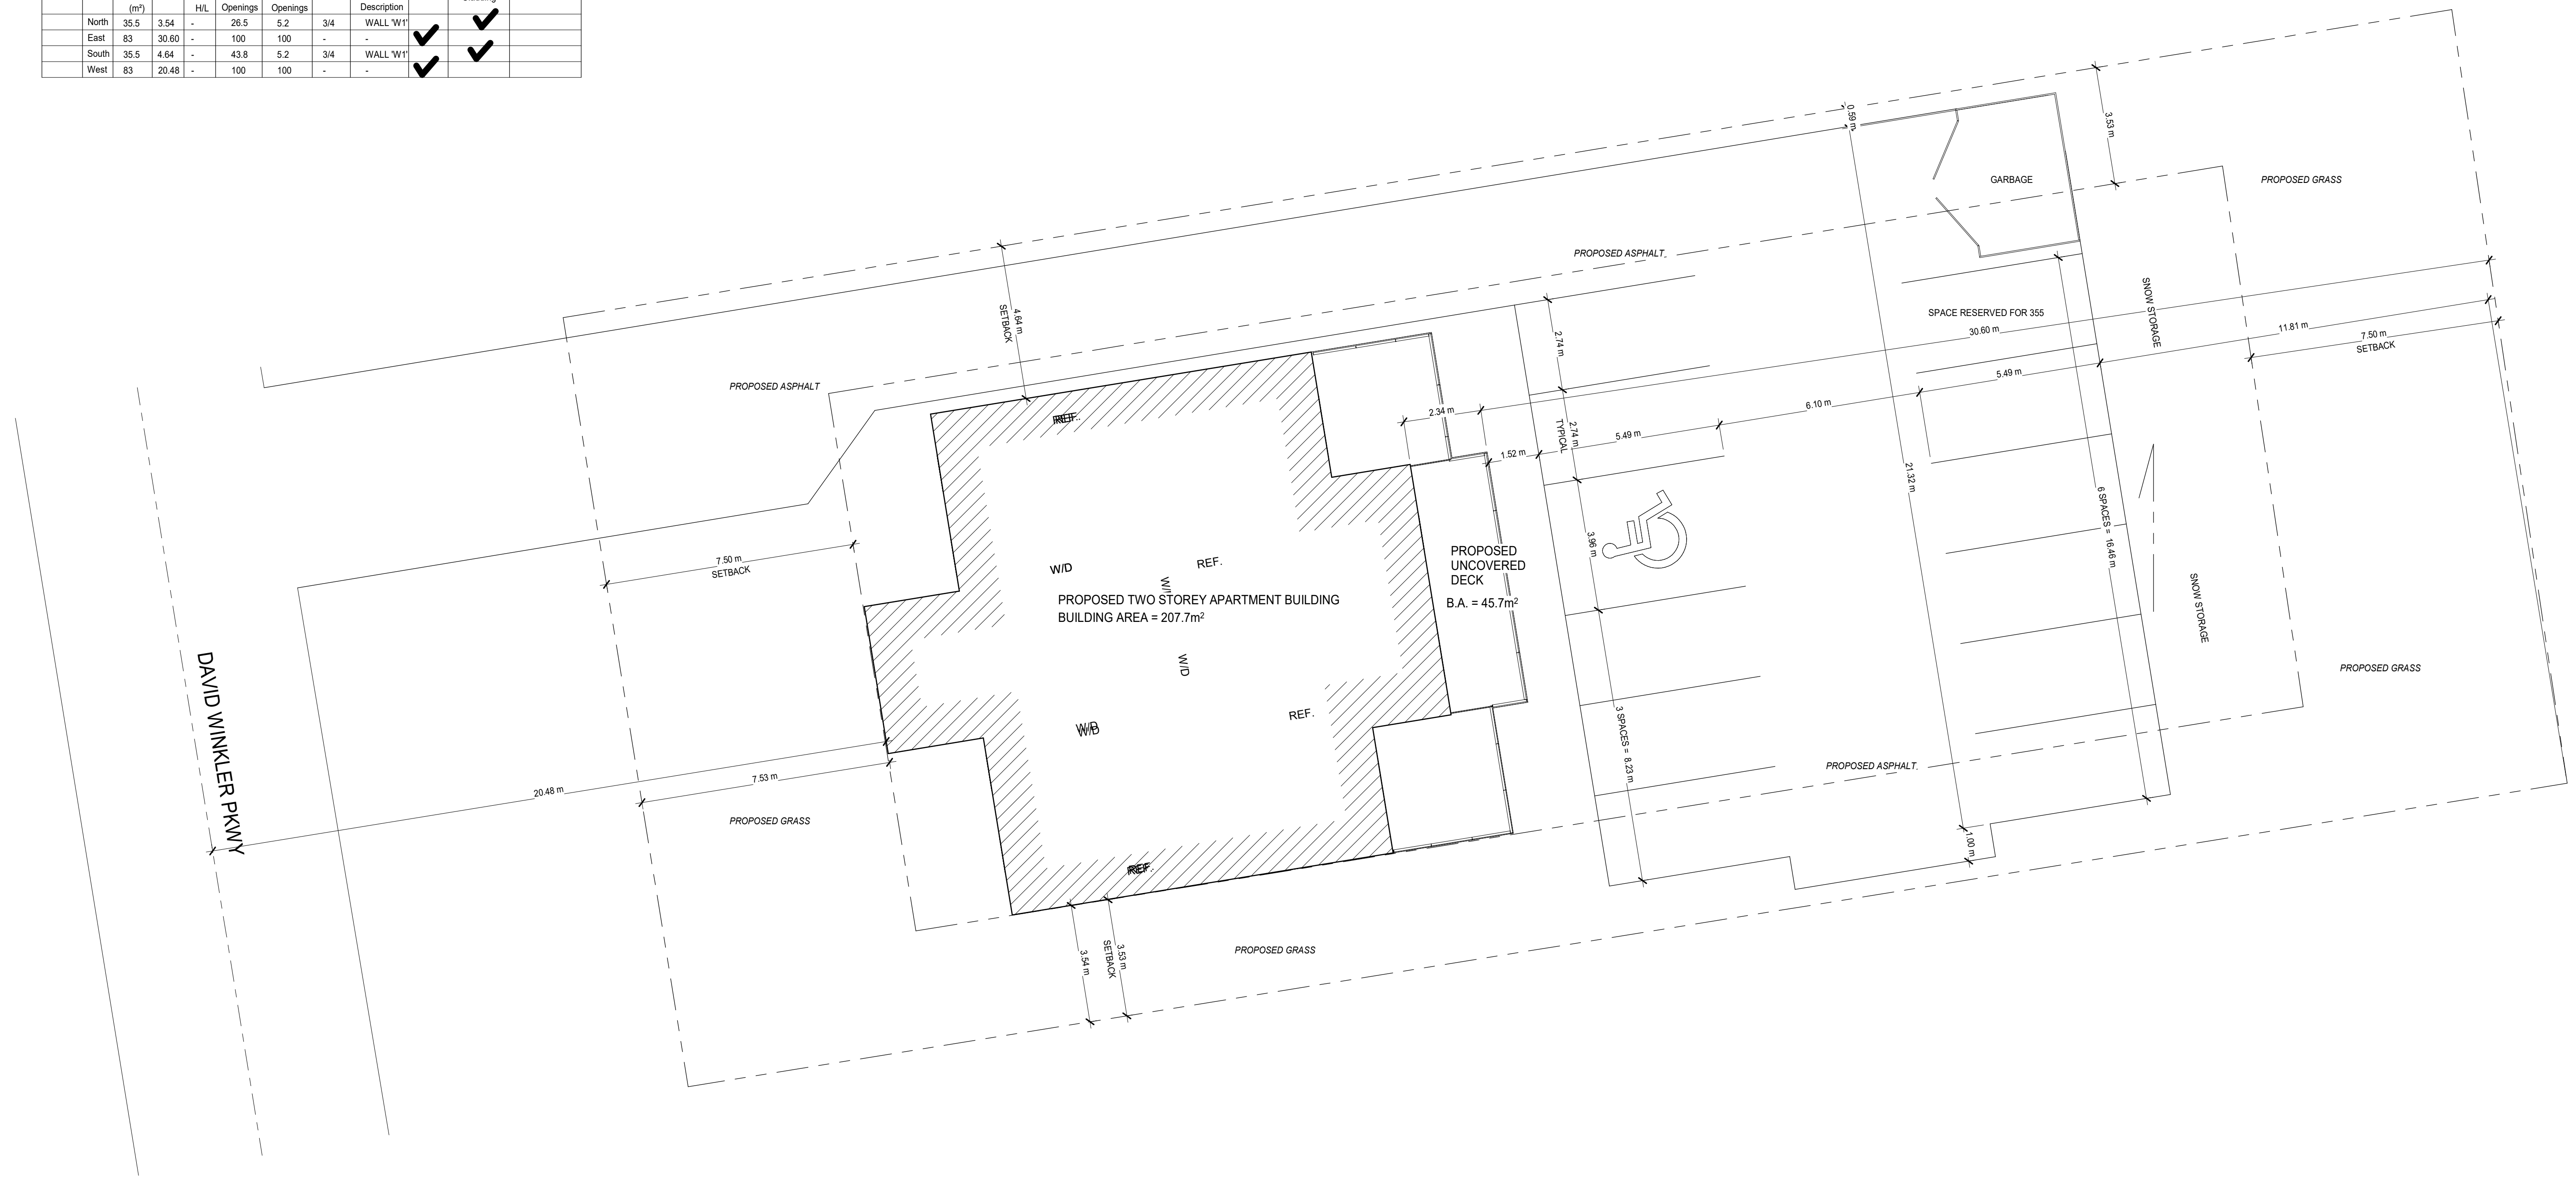 (m²) H/L Openings Openings Description
North 35.5 3.54 - 26.5 5.2 3/4 WALL 'W1'
East 83 30.60 - 100 100 - -
South 35.5 4.64 - 43.8 5.2 3/4 WALL 'W1'
West 83 20.48 - 100 100 - -
0.59 m
3.53 m
GARBAGE
PROPOSED GRASS
PROPOSED ASPHALT
SNOW STORAGE
SPACE RESERVED FOR 355
30.60 m
11.81 m
7.50 m
SETBACK
4.64 m
SETBACK
2.74 m
5.49 m
PROPOSED ASPHALT
6.10 m
2.34 m
2.74 m
TYPICAL
5.49 m
1.52 m
REF.
21.32 m
6 SPACES = 16.46 m
3.96 m
7.50 m
SETBACK
W/D
REF.
W/
PROPOSED
UNCOVERED
DECK
B.A. = 45.7m²
PROPOSED TWO STOREY APARTMENT BUILDING
BUILDING AREA = 207.7m²
SNOW STORAGE
W/D
PROPOSED GRASS
DAVID WINKLER PKWY
REF.
W/D
W/D
3 SPACES = 8.23 m
PROPOSED ASPHALT
7.53 m
20.48 m
PROPOSED GRASS
1.00 m
REF.
3.54 m
3.53 m
SETBACK
PROPOSED GRASS